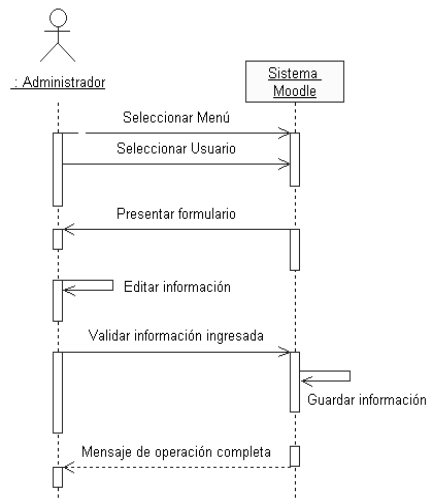 : Administrador
Sistema
Moodle
Seleccionar Menú
Seleccionar Usuario
Presentar formulario
Editar información
Validar información ingresada
Guardar información
Mensaje de operación completa